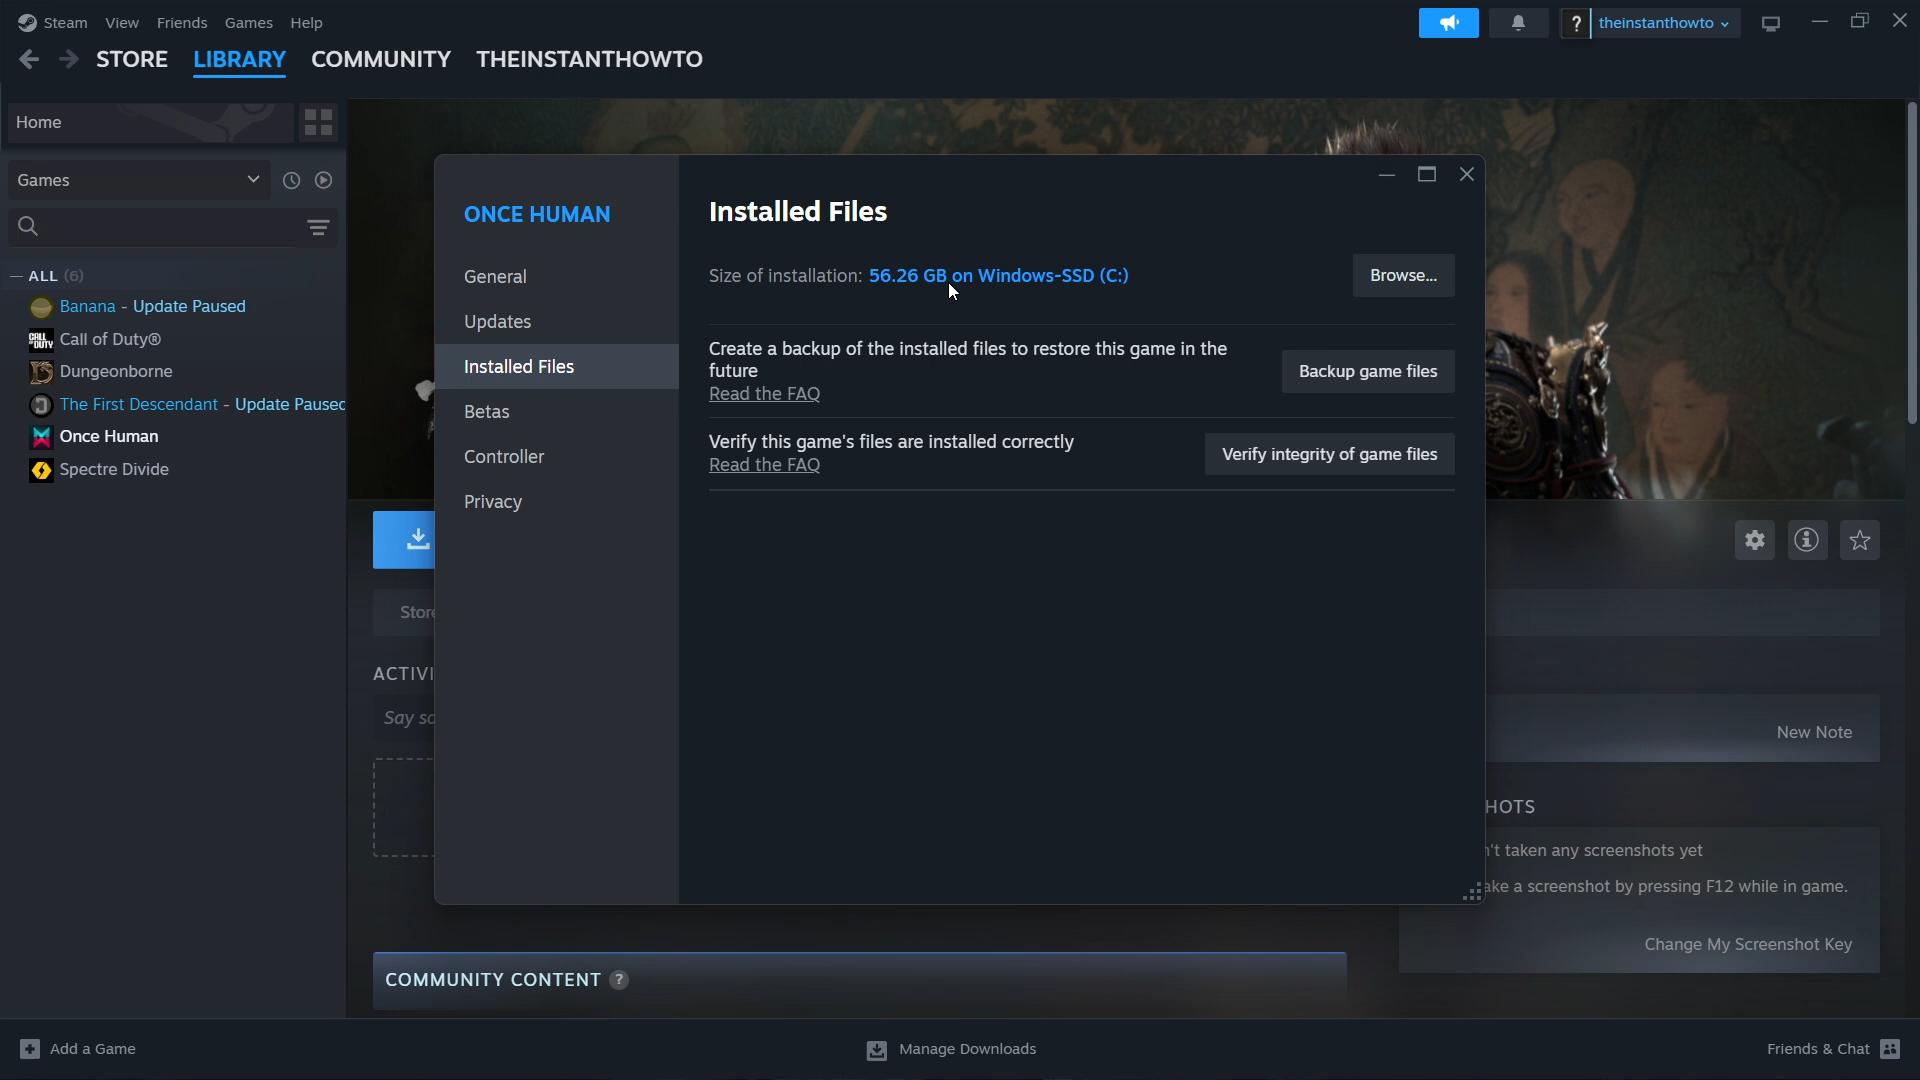 Steam View Friends Games Help
? theinstanthowto
STORE LIBRARY COMMUNITY THEINSTANTHOWTO
Home
Games
— ALL (6)
Banana - Update Paused
CALL OF DUTY Call of Duty®
Dungeonborne
The First Descendant - Update Paused
Once Human
Spectre Divide
ONCE HUMAN
General
Updates
Installed Files
Betas
Controller
Privacy
Installed Files
Size of installation: 56.26 GB on Windows-SSD (C:)
Browse...
Create a backup of the installed files to restore this game in the
future
Read the FAQ
Backup game files
Verify this game's files are installed correctly
Read the FAQ
Verify integrity of game files
Store
ACTIVI
Say so
New Note
HOTS
n't taken any screenshots yet
ake a screenshot by pressing F12 while in game.
Change My Screenshot Key
COMMUNITY CONTENT ?
Add a Game
Manage Downloads
Friends & Chat